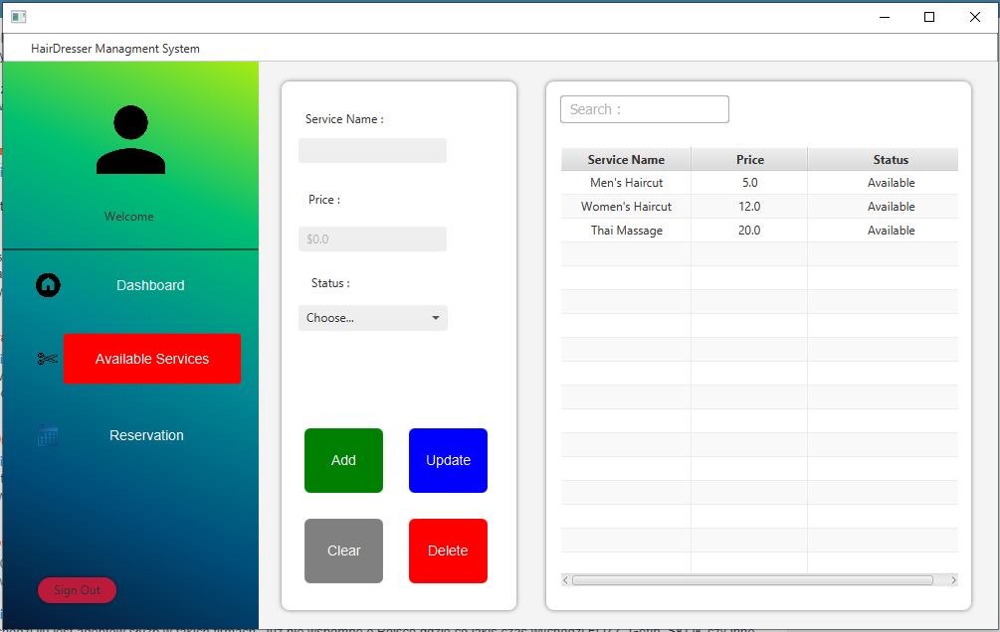 HairDresser Managment System
Welcome
Dashboard
Available Services
Reservation
Sign Out
Service Name :
Price :
$0.0
Status :
Choose...
Add
Update
Clear
Delete
Search :
Service Name Price Status
Men's Haircut 5.0 Available
Women's Haircut 12.0 Available
Thai Massage 20.0 Available